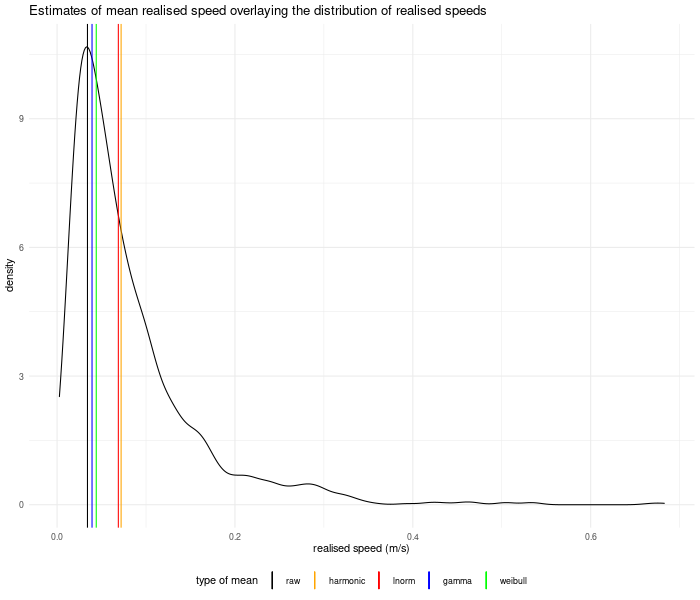 Estimates of mean realised speed overlaying the distribution of realised speeds
density
9
6
3
0
0.0 0.2 0.4 0.6
realised speed (m/s)
type of mean raw harmonic lnorm gamma weibull